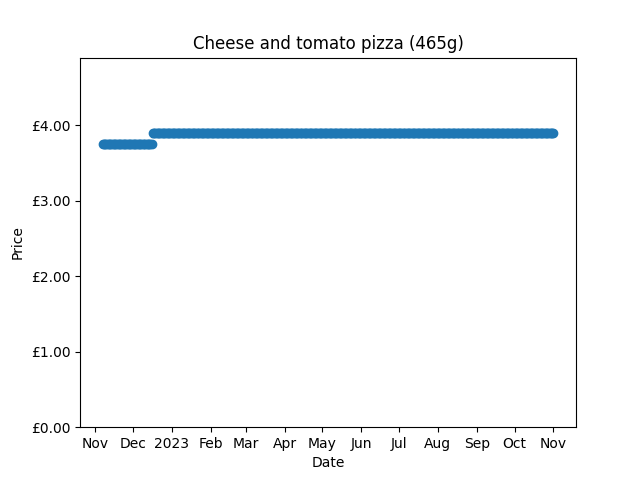 Cheese and tomato pizza (465g)
£4.00
£3.00
£2.00
£1.00
£0.00
Price
Nov Dec 2023 Feb Mar Apr May Jun Jul Aug Sep Oct Nov
Date